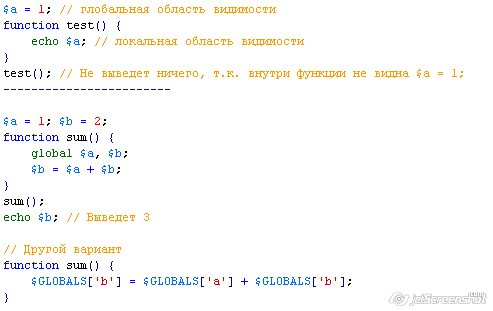 $a = 1; // глобальная область видимости
function test() {
    echo $a; // локальная область видимости
}
test(); // Не выведет ничего, т.к. внутри функции не видна $a = 1;
------------------------
$a = 1; $b = 2;
function sum() {
    global $a, $b;
    $b = $a + $b;
}
sum();
echo $b; // Выведет 3
// Другой вариант
function sum() {
    $GLOBALS['b'] = $GLOBALS['a'] + $GLOBALS['b'];
}
jetScreenshot